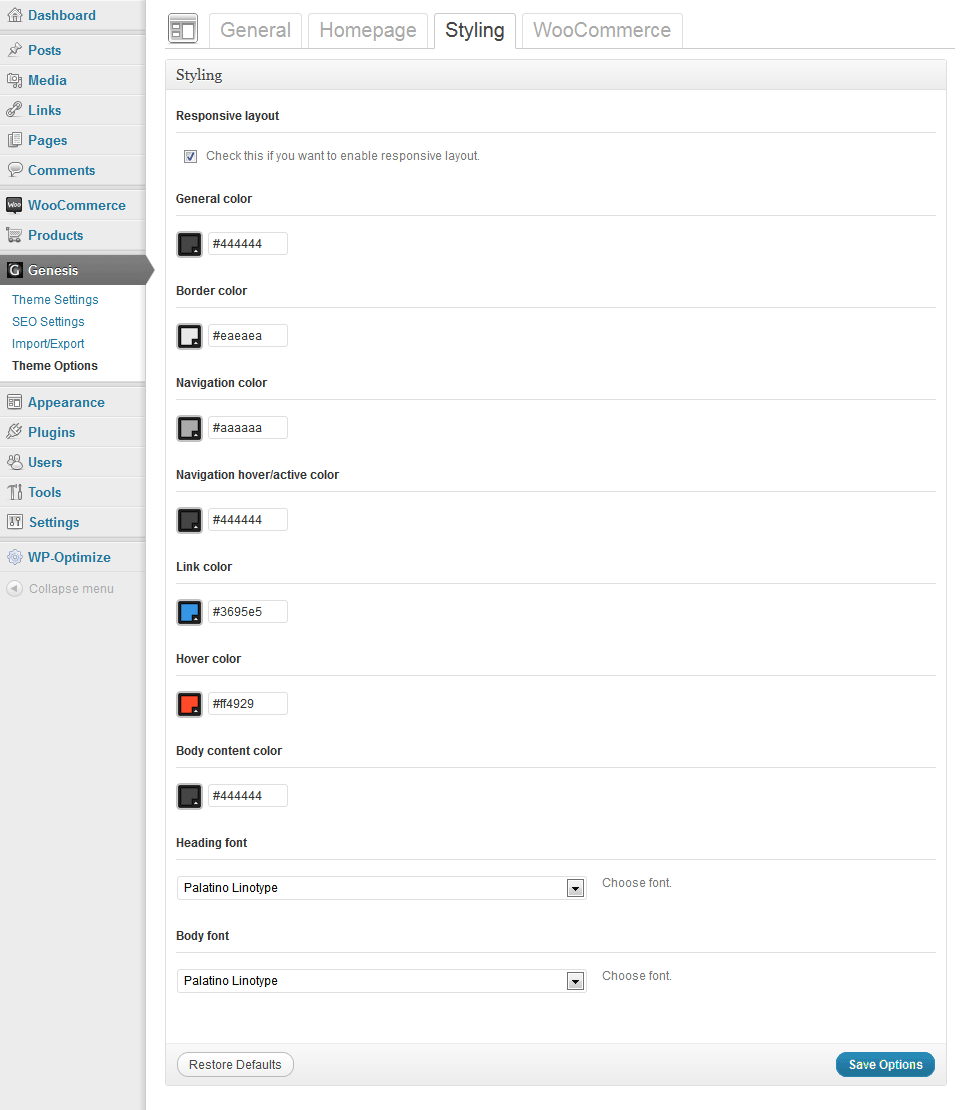 Dashboard
Posts
Media
Links
Pages
Comments
Woo WooCommerce
Products
G Genesis
Theme Settings
SEO Settings
Import/Export
Theme Options
Appearance
Plugins
Users
Tools
Settings
WP-Optimize
Collapse menu
General Homepage Styling WooCommerce
Styling
Responsive layout
Check this if you want to enable responsive layout.
General color
#444444
Border color
#eaeaea
Navigation color
#aaaaaa
Navigation hover/active color
#444444
Link color
#3695e5
Hover color
#ff4929
Body content color
#444444
Heading font
Palatino Linotype Choose font.
Body font
Palatino Linotype Choose font.
Restore Defaults Save Options